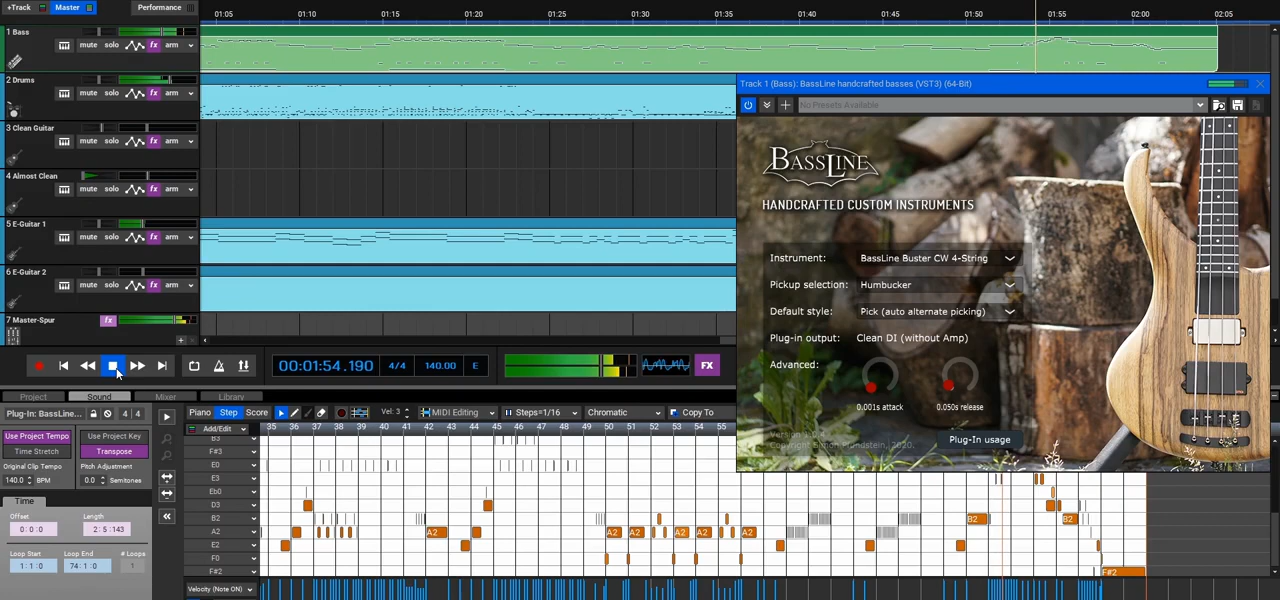 +Track Master Performance
01:05 01:10 01:15 01:20 01:25 01:30 01:35 01:40 01:45 01:50 01:55 02:00 02:05
1 Bass
mute solo fx arm
2 Drums
mute solo fx arm
3 Clean Guitar
mute solo fx arm
4 Almost Clean
mute solo fx arm
5 E-Guitar 1
mute solo fx arm
6 E-Guitar 2
mute solo fx arm
7 Master-Spur fx
Track 1 (Bass): BassLine handcrafted basses (VST3) (64-Bit)
No Presets Available
BASSLINE
HANDCRAFTED CUSTOM INSTRUMENTS
Instrument: BassLine Buster CW 4-String
Pickup selection: Humbucker
Default style: Pick (auto alternate picking)
Plug-in output: Clean DI (without Amp)
Advanced:
0.001s attack 0.050s release
Plug-In usage
00:01:54.190 4/4 140.00 E
FX
Project Sound Mixer Library
Plug-In: BassLine... 4 4
Use Project Tempo Use Project Key
Time Stretch Transpose
Original Clip Tempo Pitch Adjustment
140.0 BPM 0.0 Semitones
Time
Offset Length
0:0:0 2:5:143
Loop Start Loop End # Loops
1:1:0 74:1:0 1
Piano Step Score Vel: 3 MIDI Editing Steps=1/16 Chromatic Copy To
Add/Edit 35 36 37 38 39 40 41 42 43 44 45 46 47 48 49 50 51 52 53 54 55
B3
F#3
E0
E3
Eb0
D3
B2 B2 B2
A2 A2 A2 A2 A2 A2 A2 A2
E2
F0
F#2 F#2
Velocity (Note ON)